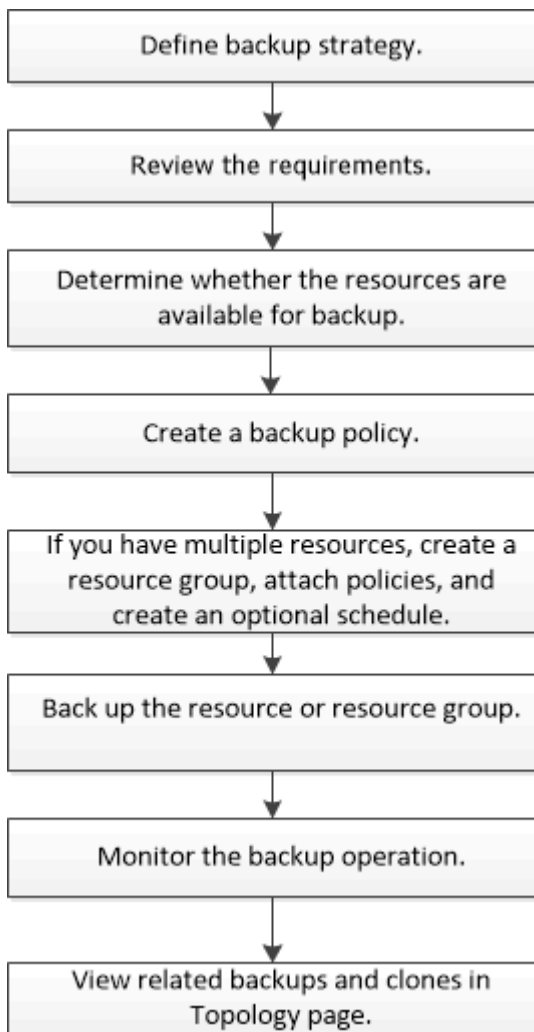 Define backup strategy.
Review the requirements.
Determine whether the resources are
available for backup.
Create a backup policy.
If you have multiple resources, create a
resource group, attach policies, and
create an optional schedule.
Back up the resource or resource group.
Monitor the backup operation.
View related backups and clones in
Topology page.